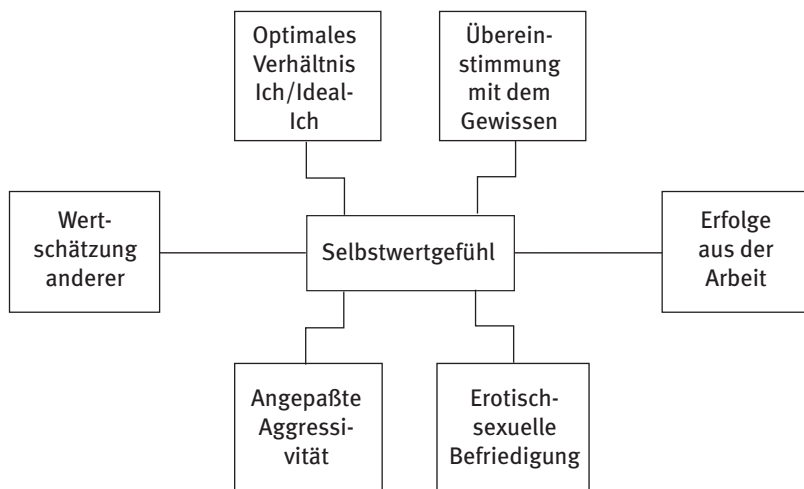 Optimales
Verhältnis
Ich/Ideal-
Ich
Überein-
stimmung
mit dem
Gewissen
Wert-
schätzung
anderer
Selbstwertgefühl
Erfolge
aus der
Arbeit
Angepaßte
Aggressi-
vität
Erotisch-
sexuelle
Befriedigung